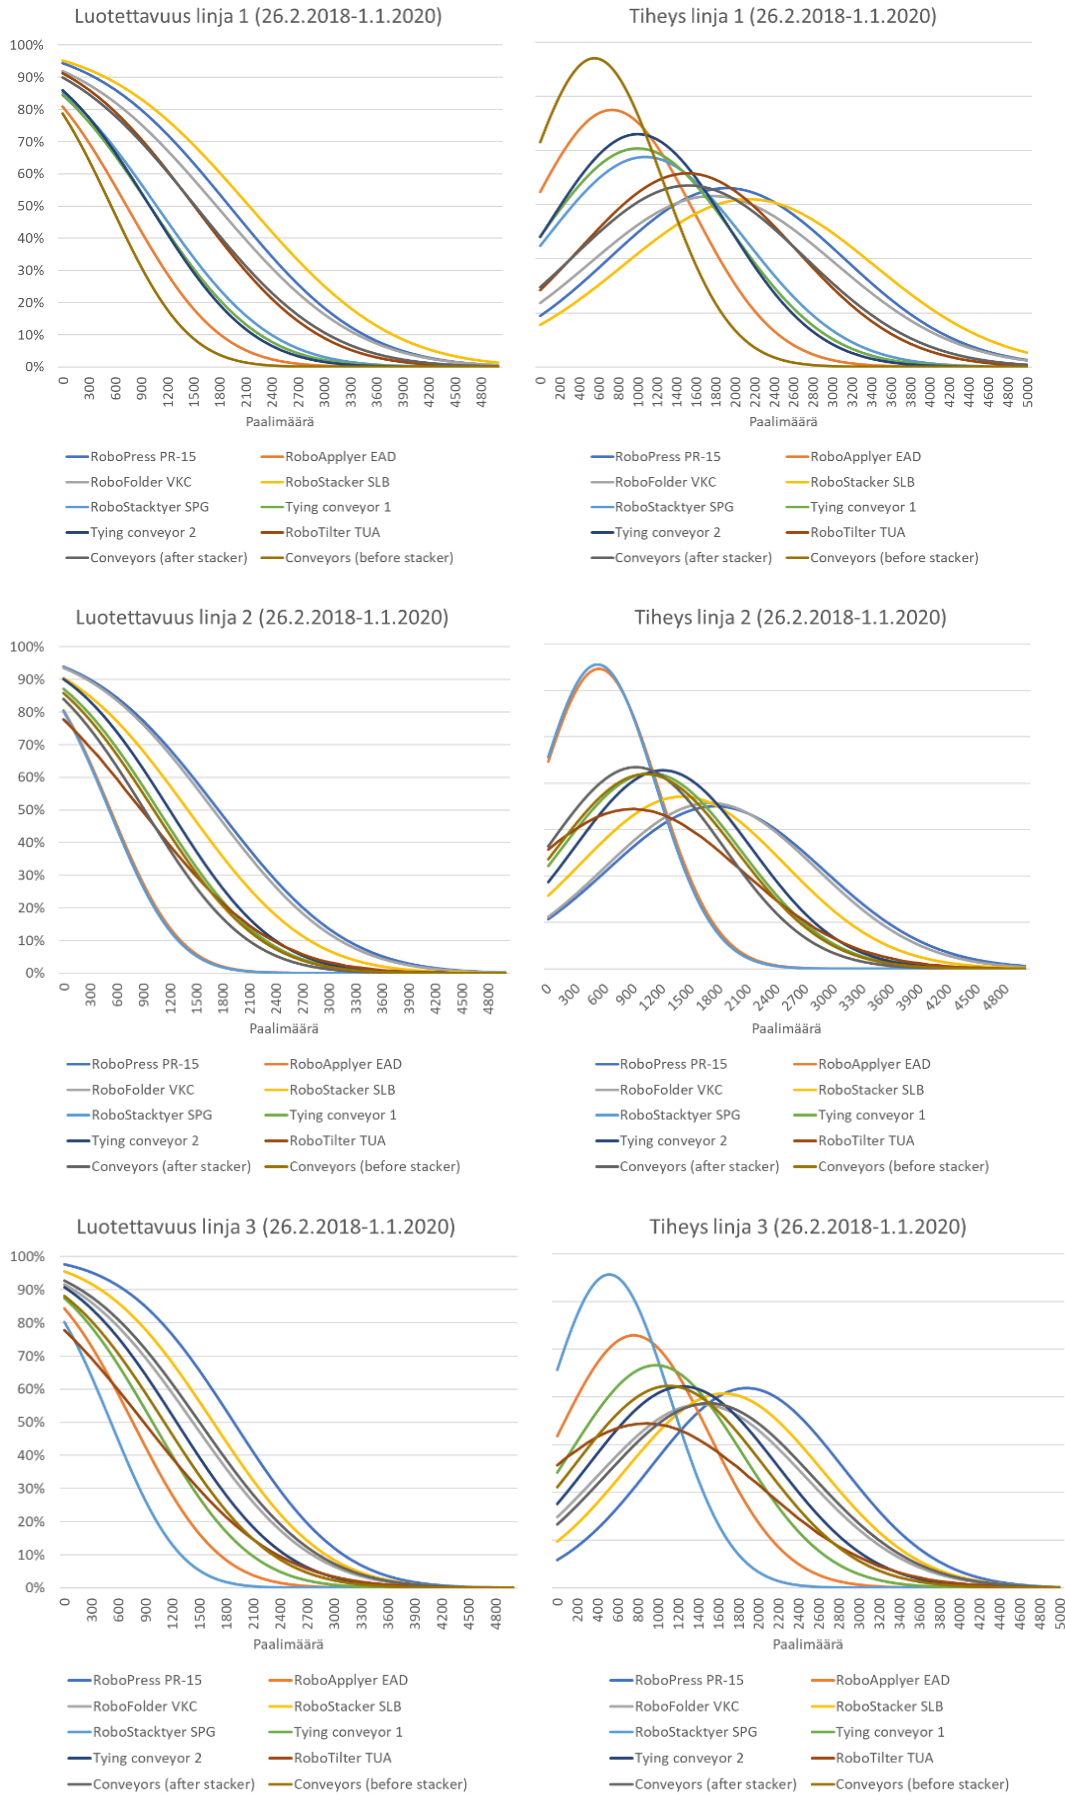 Luotettavuus linja 1 (26.2.2018-1.1.2020)
100%
90%
80%
70%
60%
50%
40%
30%
20%
10%
0%
0 300 600 900 1200 1500 1800 2100 2400 2700 3000 3300 3600 3900 4200 4500 4800
Paalimäärä
RoboPress PR-15 RoboApplyer EAD
RoboFolder VKC RoboStacker SLB
RoboStacktyer SPG Tying conveyor 1
Tying conveyor 2 RoboTilter TUA
Conveyors (after stacker) Conveyors (before stacker)
Tiheys linja 1 (26.2.2018-1.1.2020)
0 200 400 600 800 1000 1200 1400 1600 1800 2000 2200 2400 2600 2800 3000 3200 3400 3600 3800 4000 4200 4400 4600 4800 5000
Paalimäärä
RoboPress PR-15 RoboApplyer EAD
RoboFolder VKC RoboStacker SLB
RoboStacktyer SPG Tying conveyor 1
Tying conveyor 2 RoboTilter TUA
Conveyors (after stacker) Conveyors (before stacker)
Luotettavuus linja 2 (26.2.2018-1.1.2020)
100%
90%
80%
70%
60%
50%
40%
30%
20%
10%
0%
0 300 600 900 1200 1500 1800 2100 2400 2700 3000 3300 3600 3900 4200 4500 4800
Paalimäärä
RoboPress PR-15 RoboApplyer EAD
RoboFolder VKC RoboStacker SLB
RoboStacktyer SPG Tying conveyor 1
Tying conveyor 2 RoboTilter TUA
Conveyors (after stacker) Conveyors (before stacker)
Tiheys linja 2 (26.2.2018-1.1.2020)
0 300 600 900 1200 1500 1800 2100 2400 2700 3000 3300 3600 3900 4200 4500 4800
Paalimäärä
RoboPress PR-15 RoboApplyer EAD
RoboFolder VKC RoboStacker SLB
RoboStacktyer SPG Tying conveyor 1
Tying conveyor 2 RoboTilter TUA
Conveyors (after stacker) Conveyors (before stacker)
Luotettavuus linja 3 (26.2.2018-1.1.2020)
100%
90%
80%
70%
60%
50%
40%
30%
20%
10%
0%
0 300 600 900 1200 1500 1800 2100 2400 2700 3000 3300 3600 3900 4200 4500 4800
Paalimäärä
RoboPress PR-15 RoboApplyer EAD
RoboFolder VKC RoboStacker SLB
RoboStacktyer SPG Tying conveyor 1
Tying conveyor 2 RoboTilter TUA
Conveyors (after stacker) Conveyors (before stacker)
Tiheys linja 3 (26.2.2018-1.1.2020)
0 200 400 600 800 1000 1200 1400 1600 1800 2000 2200 2400 2600 2800 3000 3200 3400 3600 3800 4000 4200 4400 4600 4800 5000
Paalimäärä
RoboPress PR-15 RoboApplyer EAD
RoboFolder VKC RoboStacker SLB
RoboStacktyer SPG Tying conveyor 1
Tying conveyor 2 RoboTilter TUA
Conveyors (after stacker) Conveyors (before stacker)